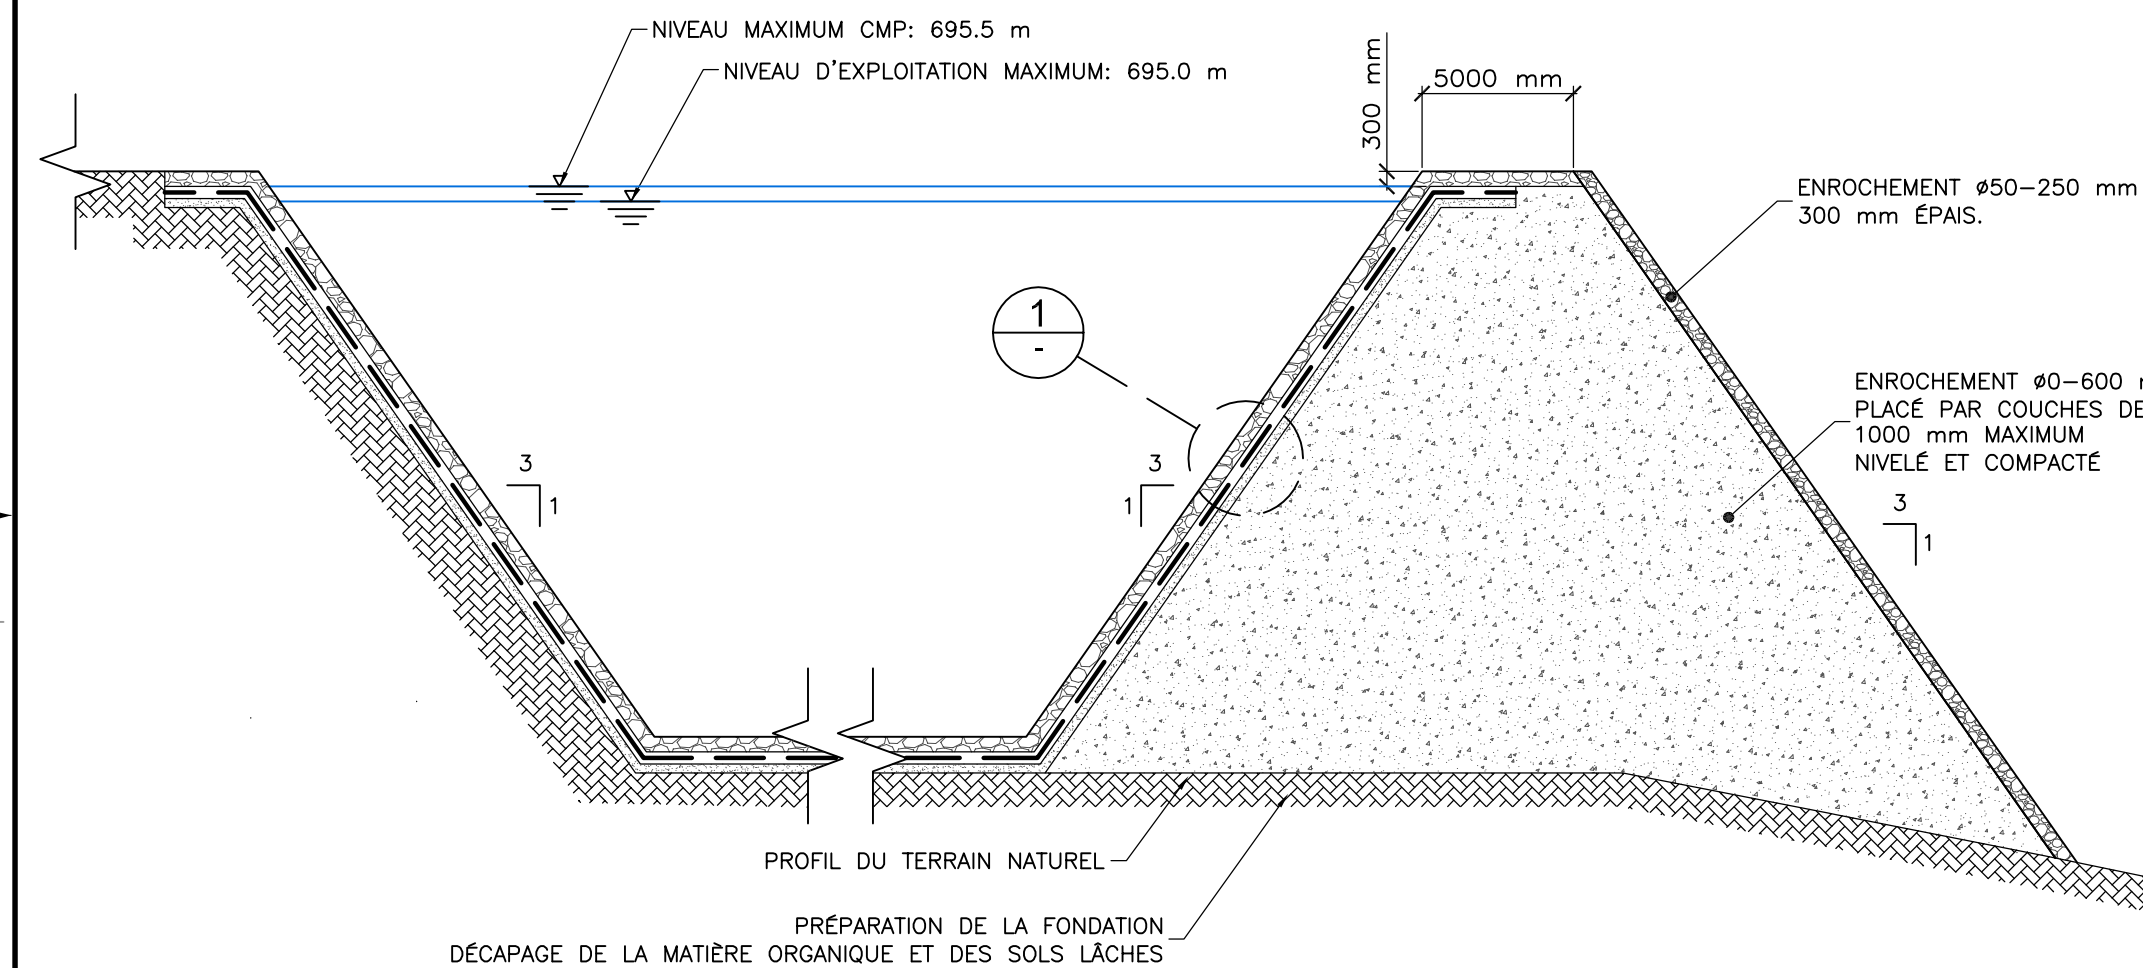 NIVEAU MAXIMUM CMP: 695.5 m
NIVEAU D'EXPLOITATION MAXIMUM: 695.0 m
300 mm
5000 mm
ENROCHEMENT ø50-250 mm
300 mm ÉPAIS.
1
-
ENROCHEMENT ø0-600
PLACÉ PAR COUCHES DE
1000 mm MAXIMUM
NIVELÉ ET COMPACTÉ
3
1
3
1
3
1
PROFIL DU TERRAIN NATUREL
PRÉPARATION DE LA FONDATION
DÉCAPAGE DE LA MATIÈRE ORGANIQUE ET DES SOLS LÂCHES